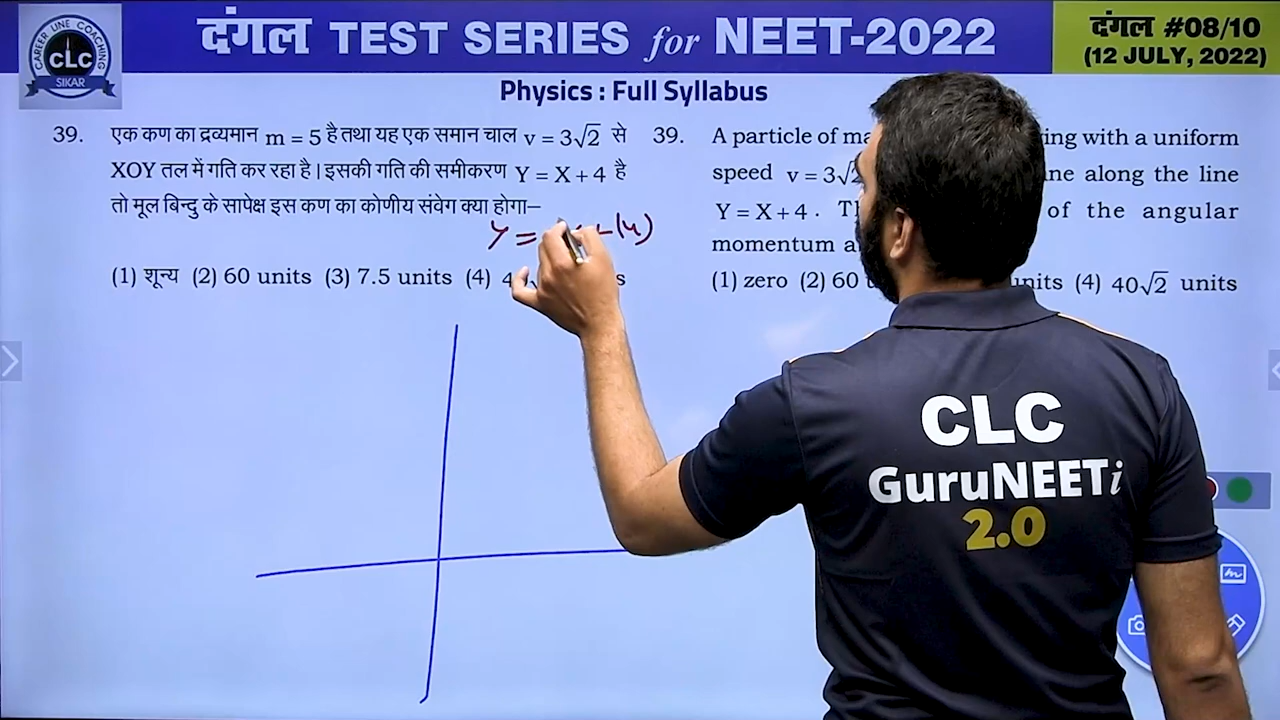 CAREER LINE COACHING
CLC
SIKAR
दंगल TEST SERIES for NEET-2022
दंगल #08/10
(12 JULY, 2022)
Physics : Full Syllabus
39. एक कण का द्रव्यमान m = 5 है तथा यह एक समान चाल v = 3√2 से
XOY तल में गति कर रहा है। इसकी गति की समीकरण Y = X + 4 है
तो मूल बिन्दु के सापेक्ष इस कण का कोणीय संवेग क्या होगा–
(1) शून्य (2) 60 units (3) 7.5 units (4)
39. A particle of ing with a uniform
speed along the line
Y = X + 4 . of the angular
momentum
(1) zero (2) 60 units (4) 40√2 units
y = (4)
CLC
GuruNEETi
2.0